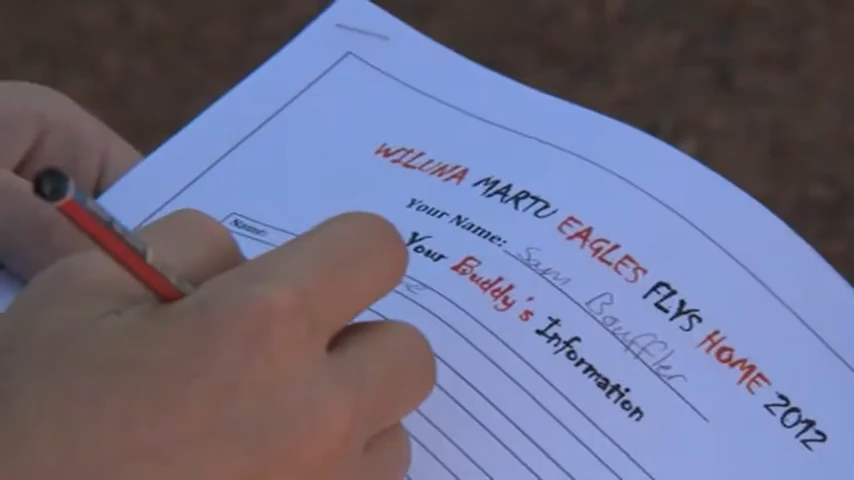 WILUNA MARTU EAGLES FLYS HOME 2012
Your Name: Sam Bouffler
Your Buddy's Information
Name: